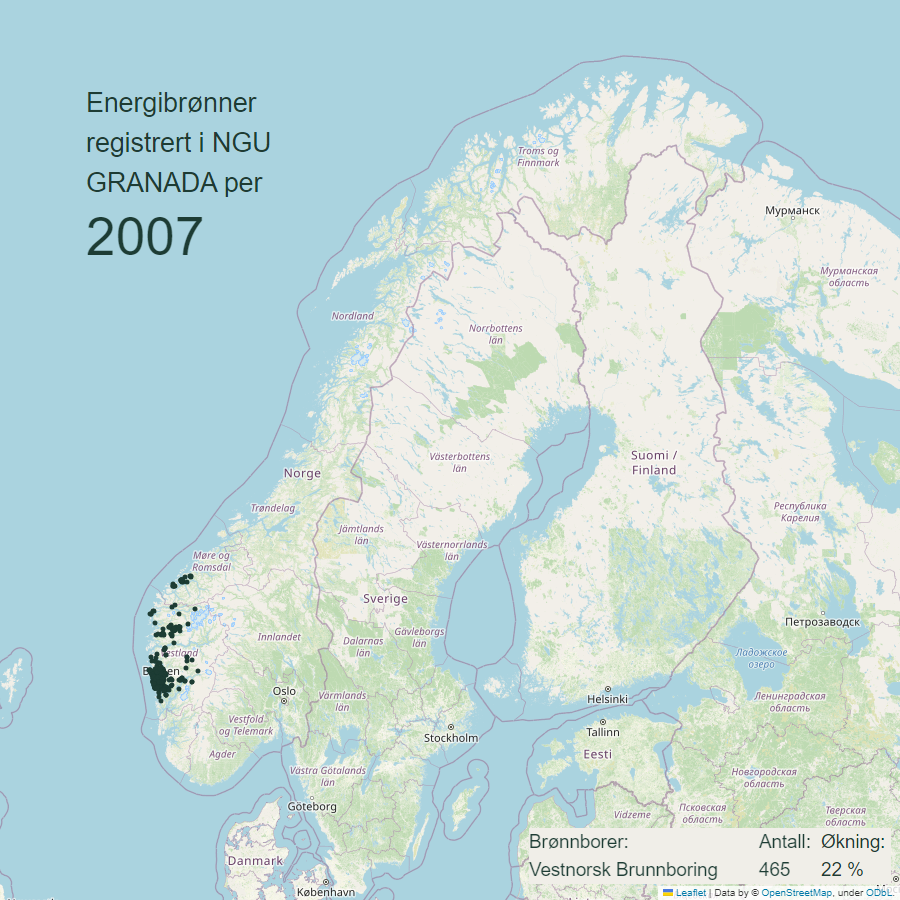 Energibrønner
registrert i NGU
GRANADA per
2007
Troms og
Finnmark
Мурманск
Мурманская
область
Nordland
Norrbottens
län
Norge
Västerbottens
län
Suomi /
Finland
Trøndelag
Республика
Карелия
Jämtlands
län
Västernorrlands
län
Møre og
Romsdal
Sverige
Петрозаводск
Gävleborgs
län
Innlandet
Dalarnas
län
Ладожское
озеро
Oslo
Värmlands
län
Helsinki
Ленинградская
область
Vestfold
og Telemark
Stockholm
Tallinn
Agder
Eesti
Västra Götalands
län
Новгородская
область
Göteborg
Vidzeme
Псковская
область
Тверская
область
Danmark
København
Brønnborer: Antall: Økning:
Vestnorsk Brunnboring 465 22 %
Leaflet | Data by © OpenStreetMap, under ODbL.